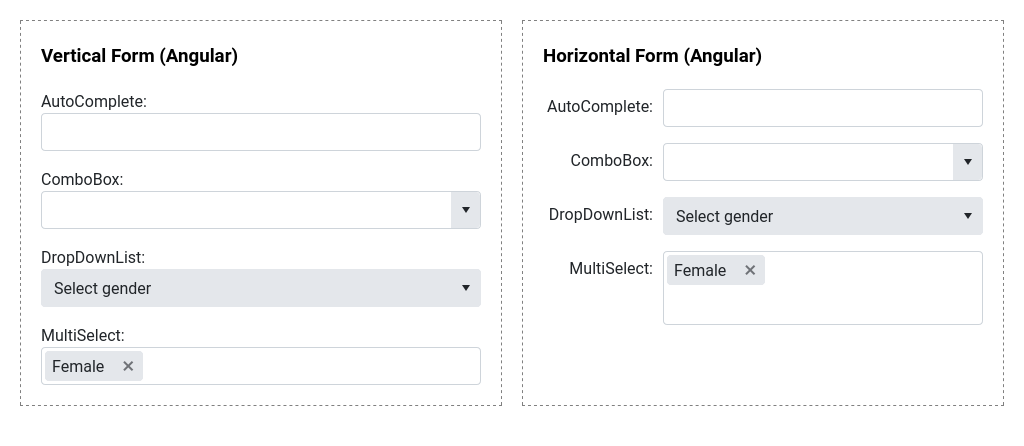 Vertical Form (Angular)
AutoComplete:
ComboBox:
DropDownList:
Select gender
MultiSelect:
Female ✕
Horizontal Form (Angular)
AutoComplete:
ComboBox:
DropDownList: Select gender
MultiSelect: Female ✕